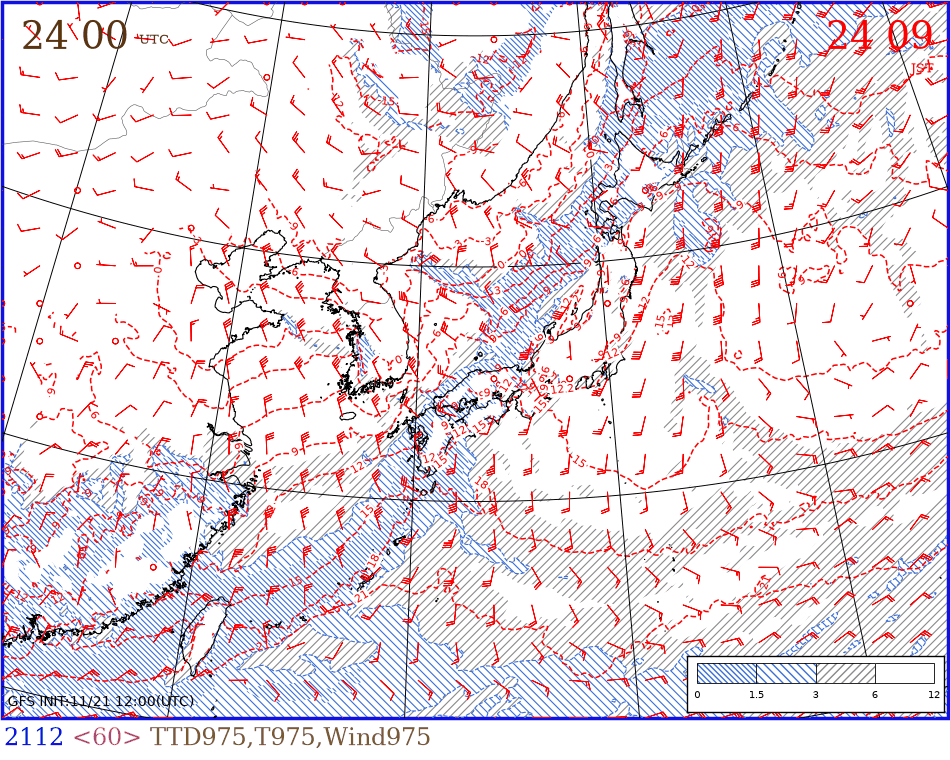 24 00 UTC
24 09 JST
GFS INIT:11/21 12:00(UTC)
0 1.5 3 6 12
2112 <60> TTD975,T975,Wind975